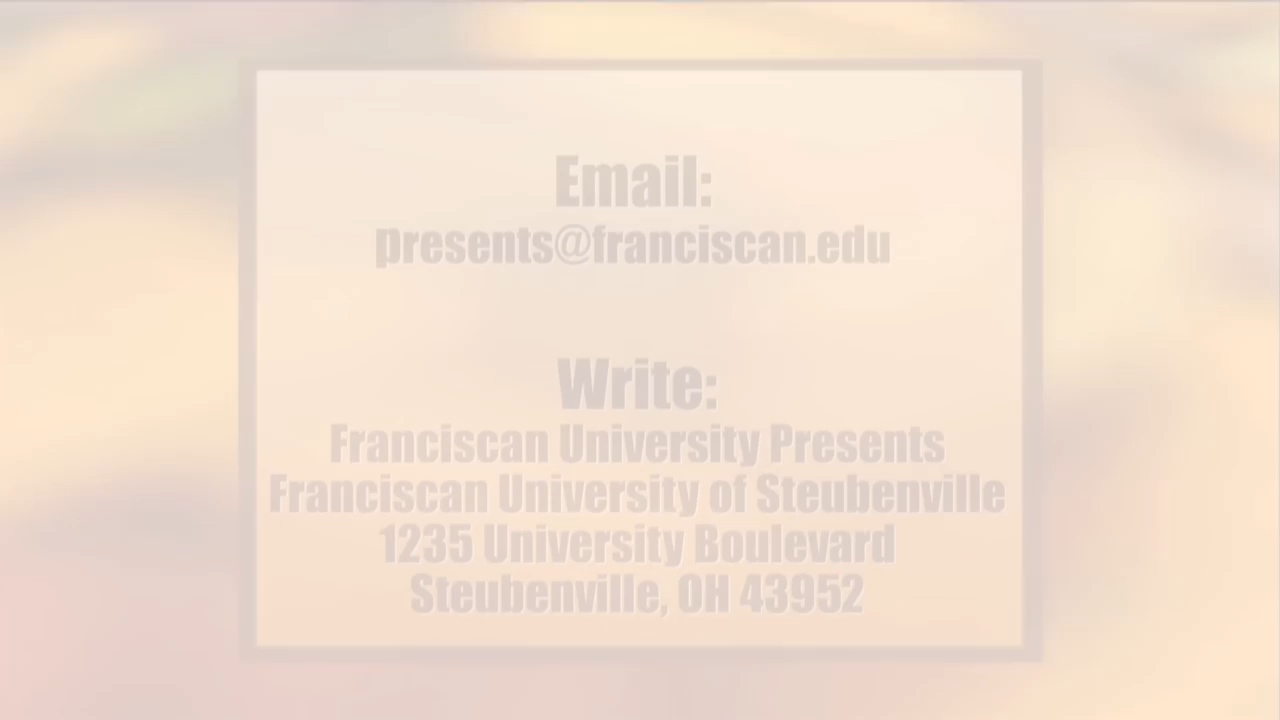 Email:
presents@franciscan.edu
Write:
Franciscan University Presents
Franciscan University of Steubenville
1235 University Boulevard
Steubenville, OH 43952